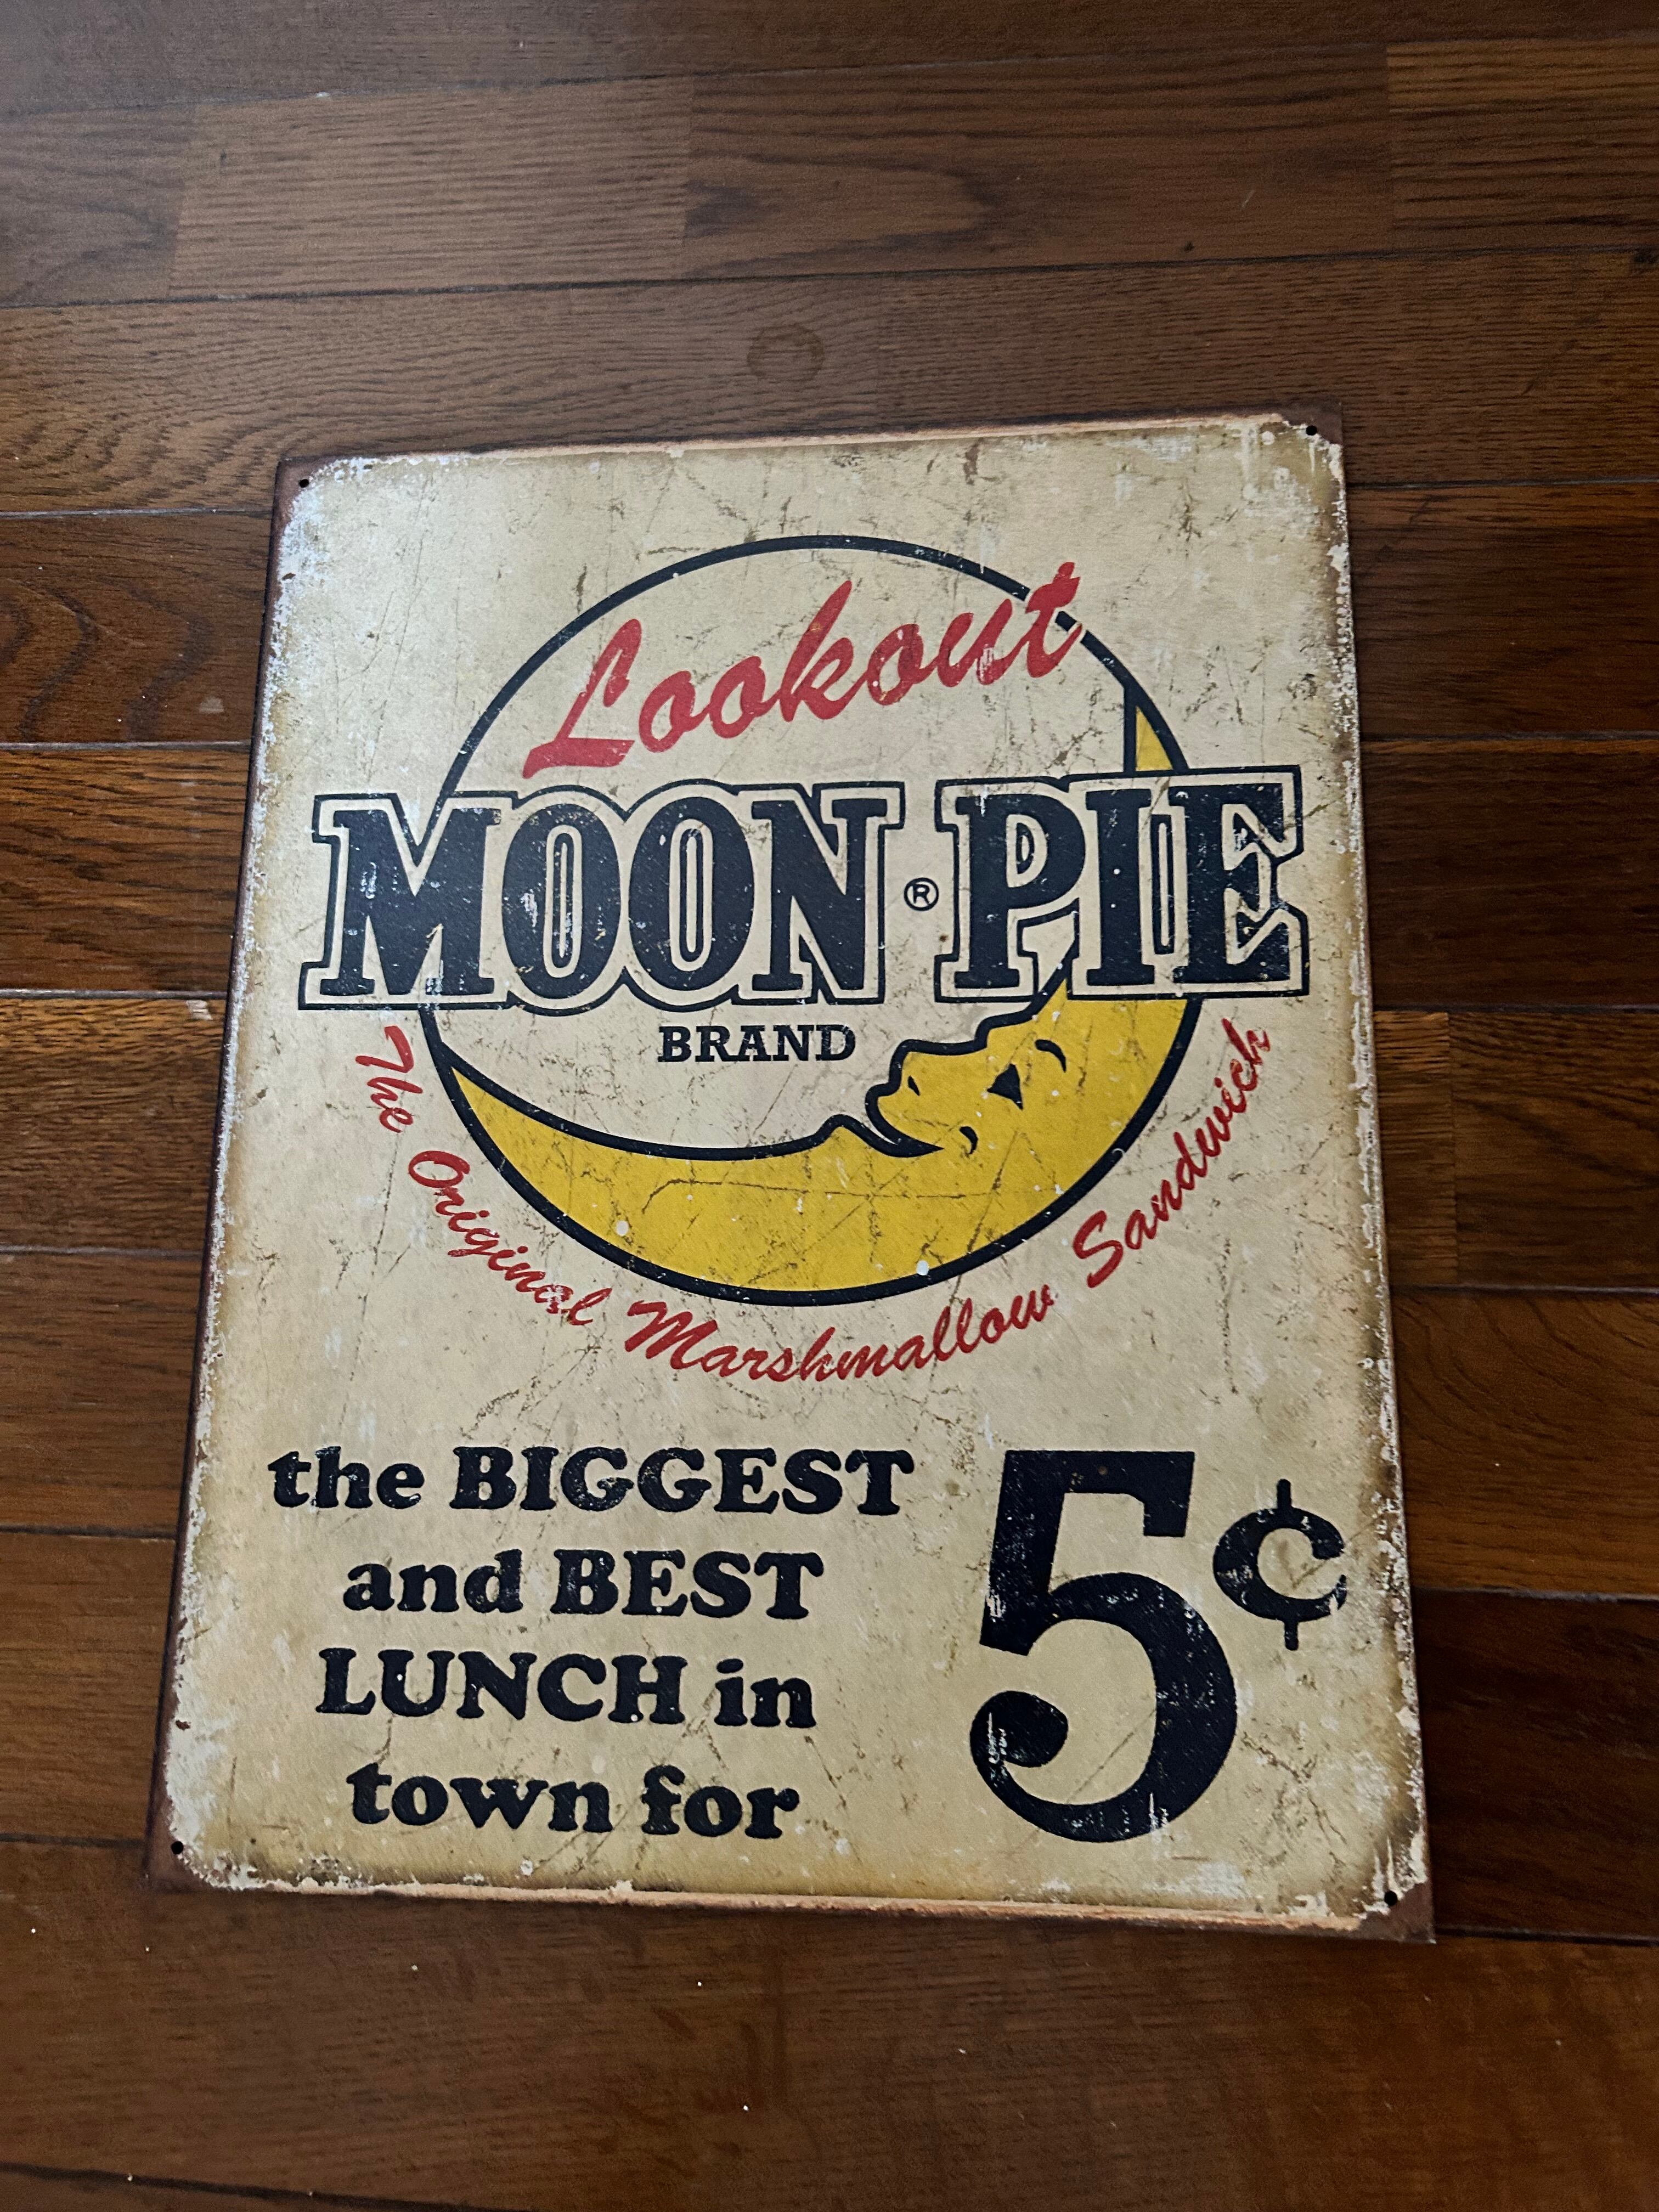 Lookout
MOON ® PIE
BRAND
The Original Marshmallow Sandwich
the BIGGEST
and BEST
LUNCH in
town for
5¢